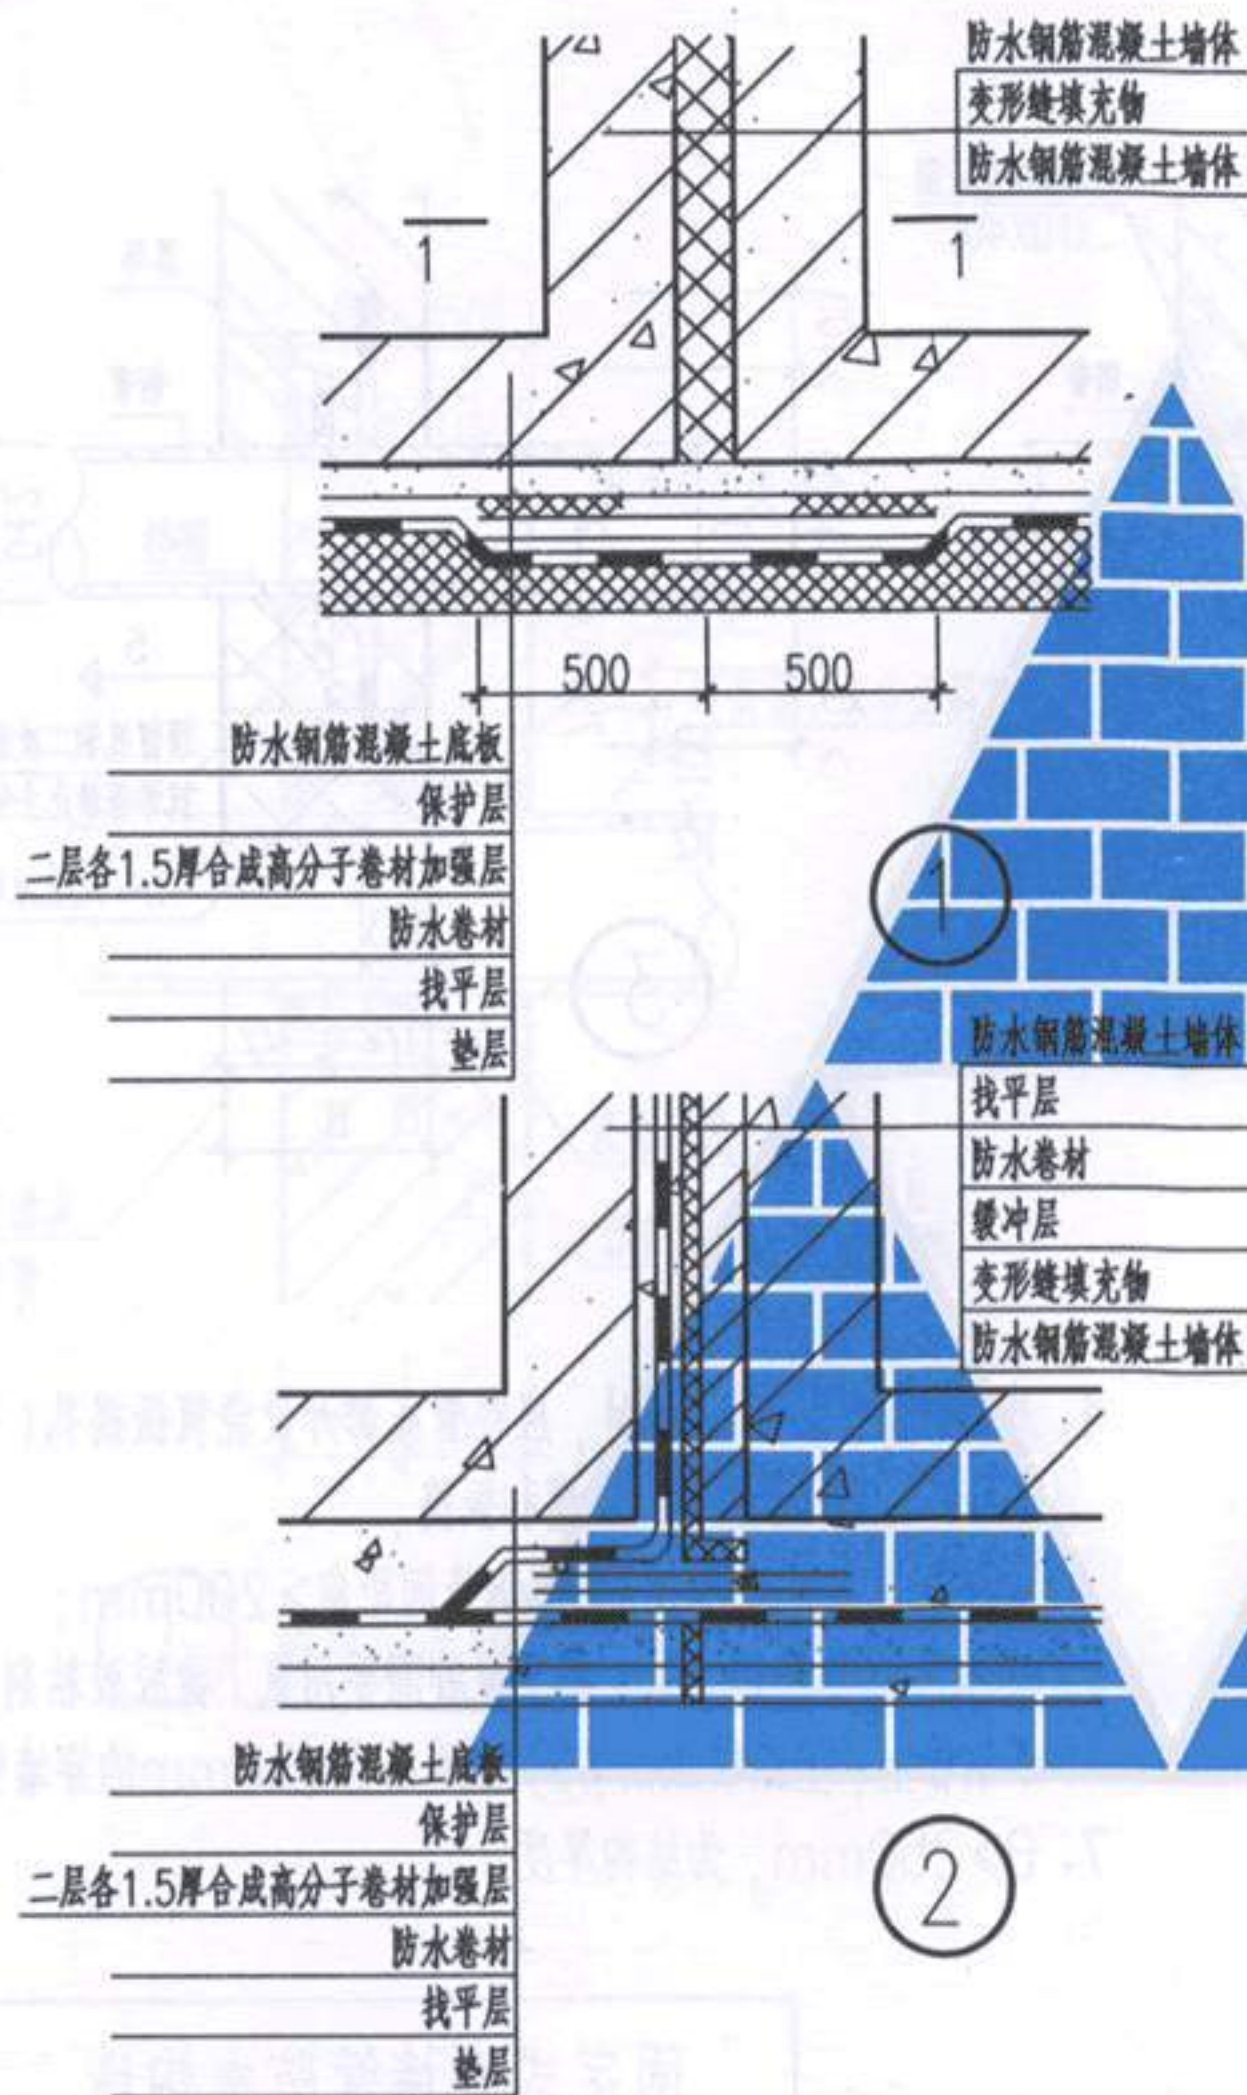 防水钢筋混凝土墙体
变形缝填充物
防水钢筋混凝土墙体
1
1
500
500
防水钢筋混凝土底板
保护层
二层各1.5厚合成高分子卷材加强层
防水卷材
找平层
垫层
1
防水钢筋混凝土墙体
找平层
防水卷材
缓冲层
变形缝填充物
防水钢筋混凝土墙体
防水钢筋混凝土底板
保护层
二层各1.5厚合成高分子卷材加强层
防水卷材
找平层
垫层
2